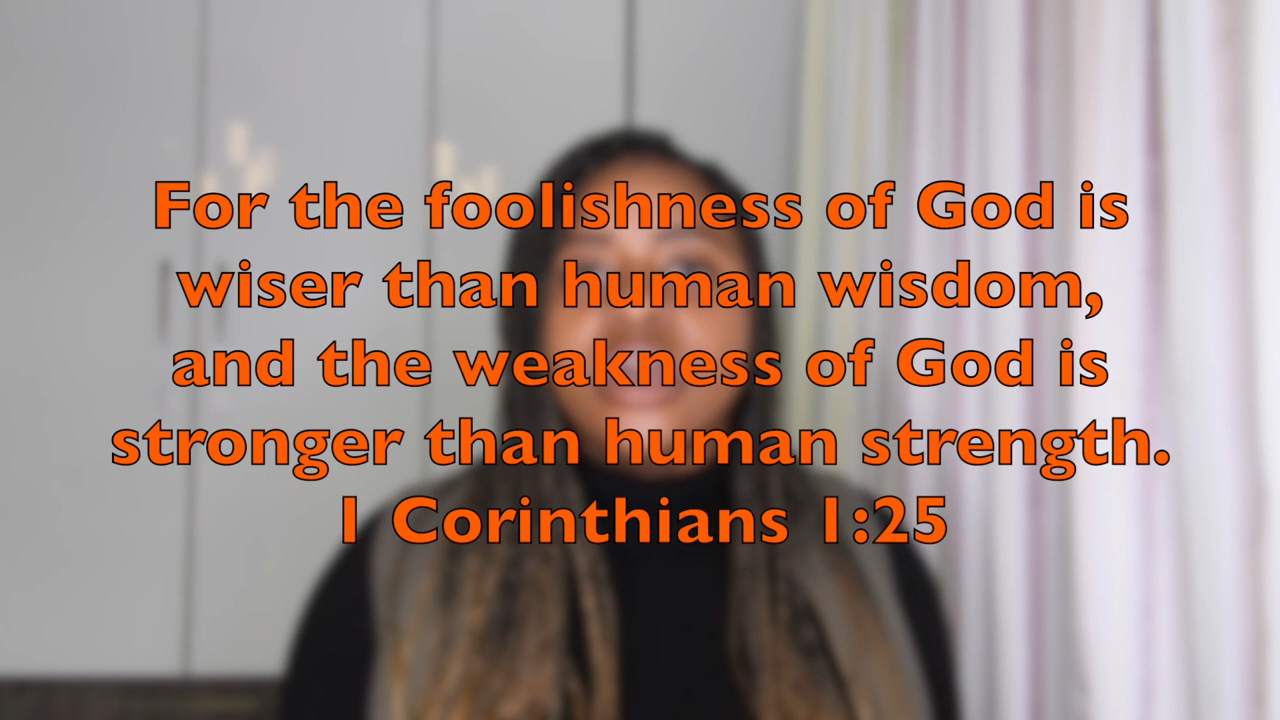 For the foolishness of God is
wiser than human wisdom,
and the weakness of God is
stronger than human strength.
1 Corinthians 1:25